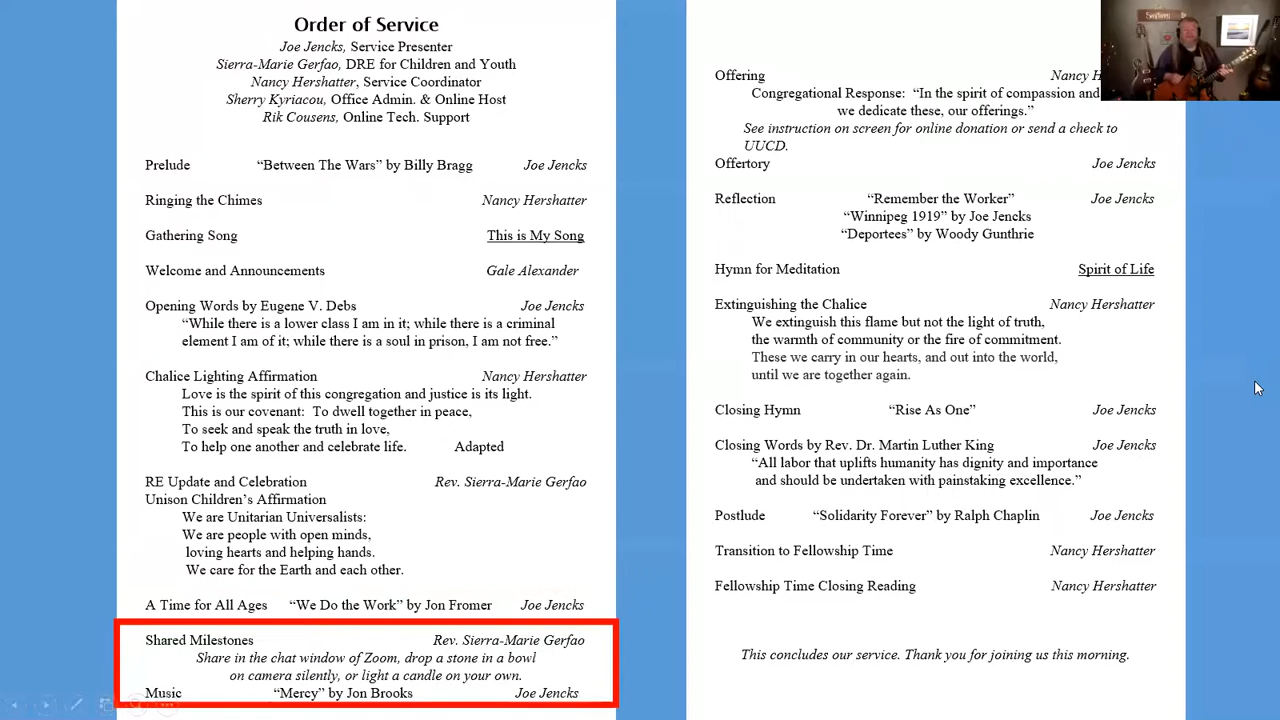 Order of Service
Joe Jencks, Service Presenter
Sierra-Marie Gerfao, DRE for Children and Youth
Nancy Hershatter, Service Coordinator
Sherry Kyriacou, Office Admin. & Online Host
Rik Cousens, Online Tech. Support
Prelude “Between The Wars” by Billy Bragg Joe Jencks
Ringing the Chimes Nancy Hershatter
Gathering Song This is My Song
Welcome and Announcements Gale Alexander
Opening Words by Eugene V. Debs Joe Jencks
“While there is a lower class I am in it; while there is a criminal
element I am of it; while there is a soul in prison, I am not free.”
Chalice Lighting Affirmation Nancy Hershatter
Love is the spirit of this congregation and justice is its light.
This is our covenant: To dwell together in peace,
To seek and speak the truth in love,
To help one another and celebrate life. Adapted
RE Update and Celebration Rev. Sierra-Marie Gerfao
Unison Children’s Affirmation
We are Unitarian Universalists:
We are people with open minds,
loving hearts and helping hands.
We care for the Earth and each other.
A Time for All Ages “We Do the Work” by Jon Fromer Joe Jencks
Shared Milestones Rev. Sierra-Marie Gerfao
Share in the chat window of Zoom, drop a stone in a bowl
on camera silently, or light a candle on your own.
Music “Mercy” by Jon Brooks Joe Jencks
Offering Nancy H
Congregational Response: “In the spirit of compassion and
we dedicate these, our offerings.”
See instruction on screen for online donation or send a check to
UUCD.
Offertory Joe Jencks
Reflection “Remember the Worker” Joe Jencks
“Winnipeg 1919” by Joe Jencks
“Deportees” by Woody Gunthrie
Hymn for Meditation Spirit of Life
Extinguishing the Chalice Nancy Hershatter
We extinguish this flame but not the light of truth,
the warmth of community or the fire of commitment.
These we carry in our hearts, and out into the world,
until we are together again.
Closing Hymn “Rise As One” Joe Jencks
Closing Words by Rev. Dr. Martin Luther King Joe Jencks
“All labor that uplifts humanity has dignity and importance
and should be undertaken with painstaking excellence.”
Postlude “Solidarity Forever” by Ralph Chaplin Joe Jencks
Transition to Fellowship Time Nancy Hershatter
Fellowship Time Closing Reading Nancy Hershatter
This concludes our service. Thank you for joining us this morning.